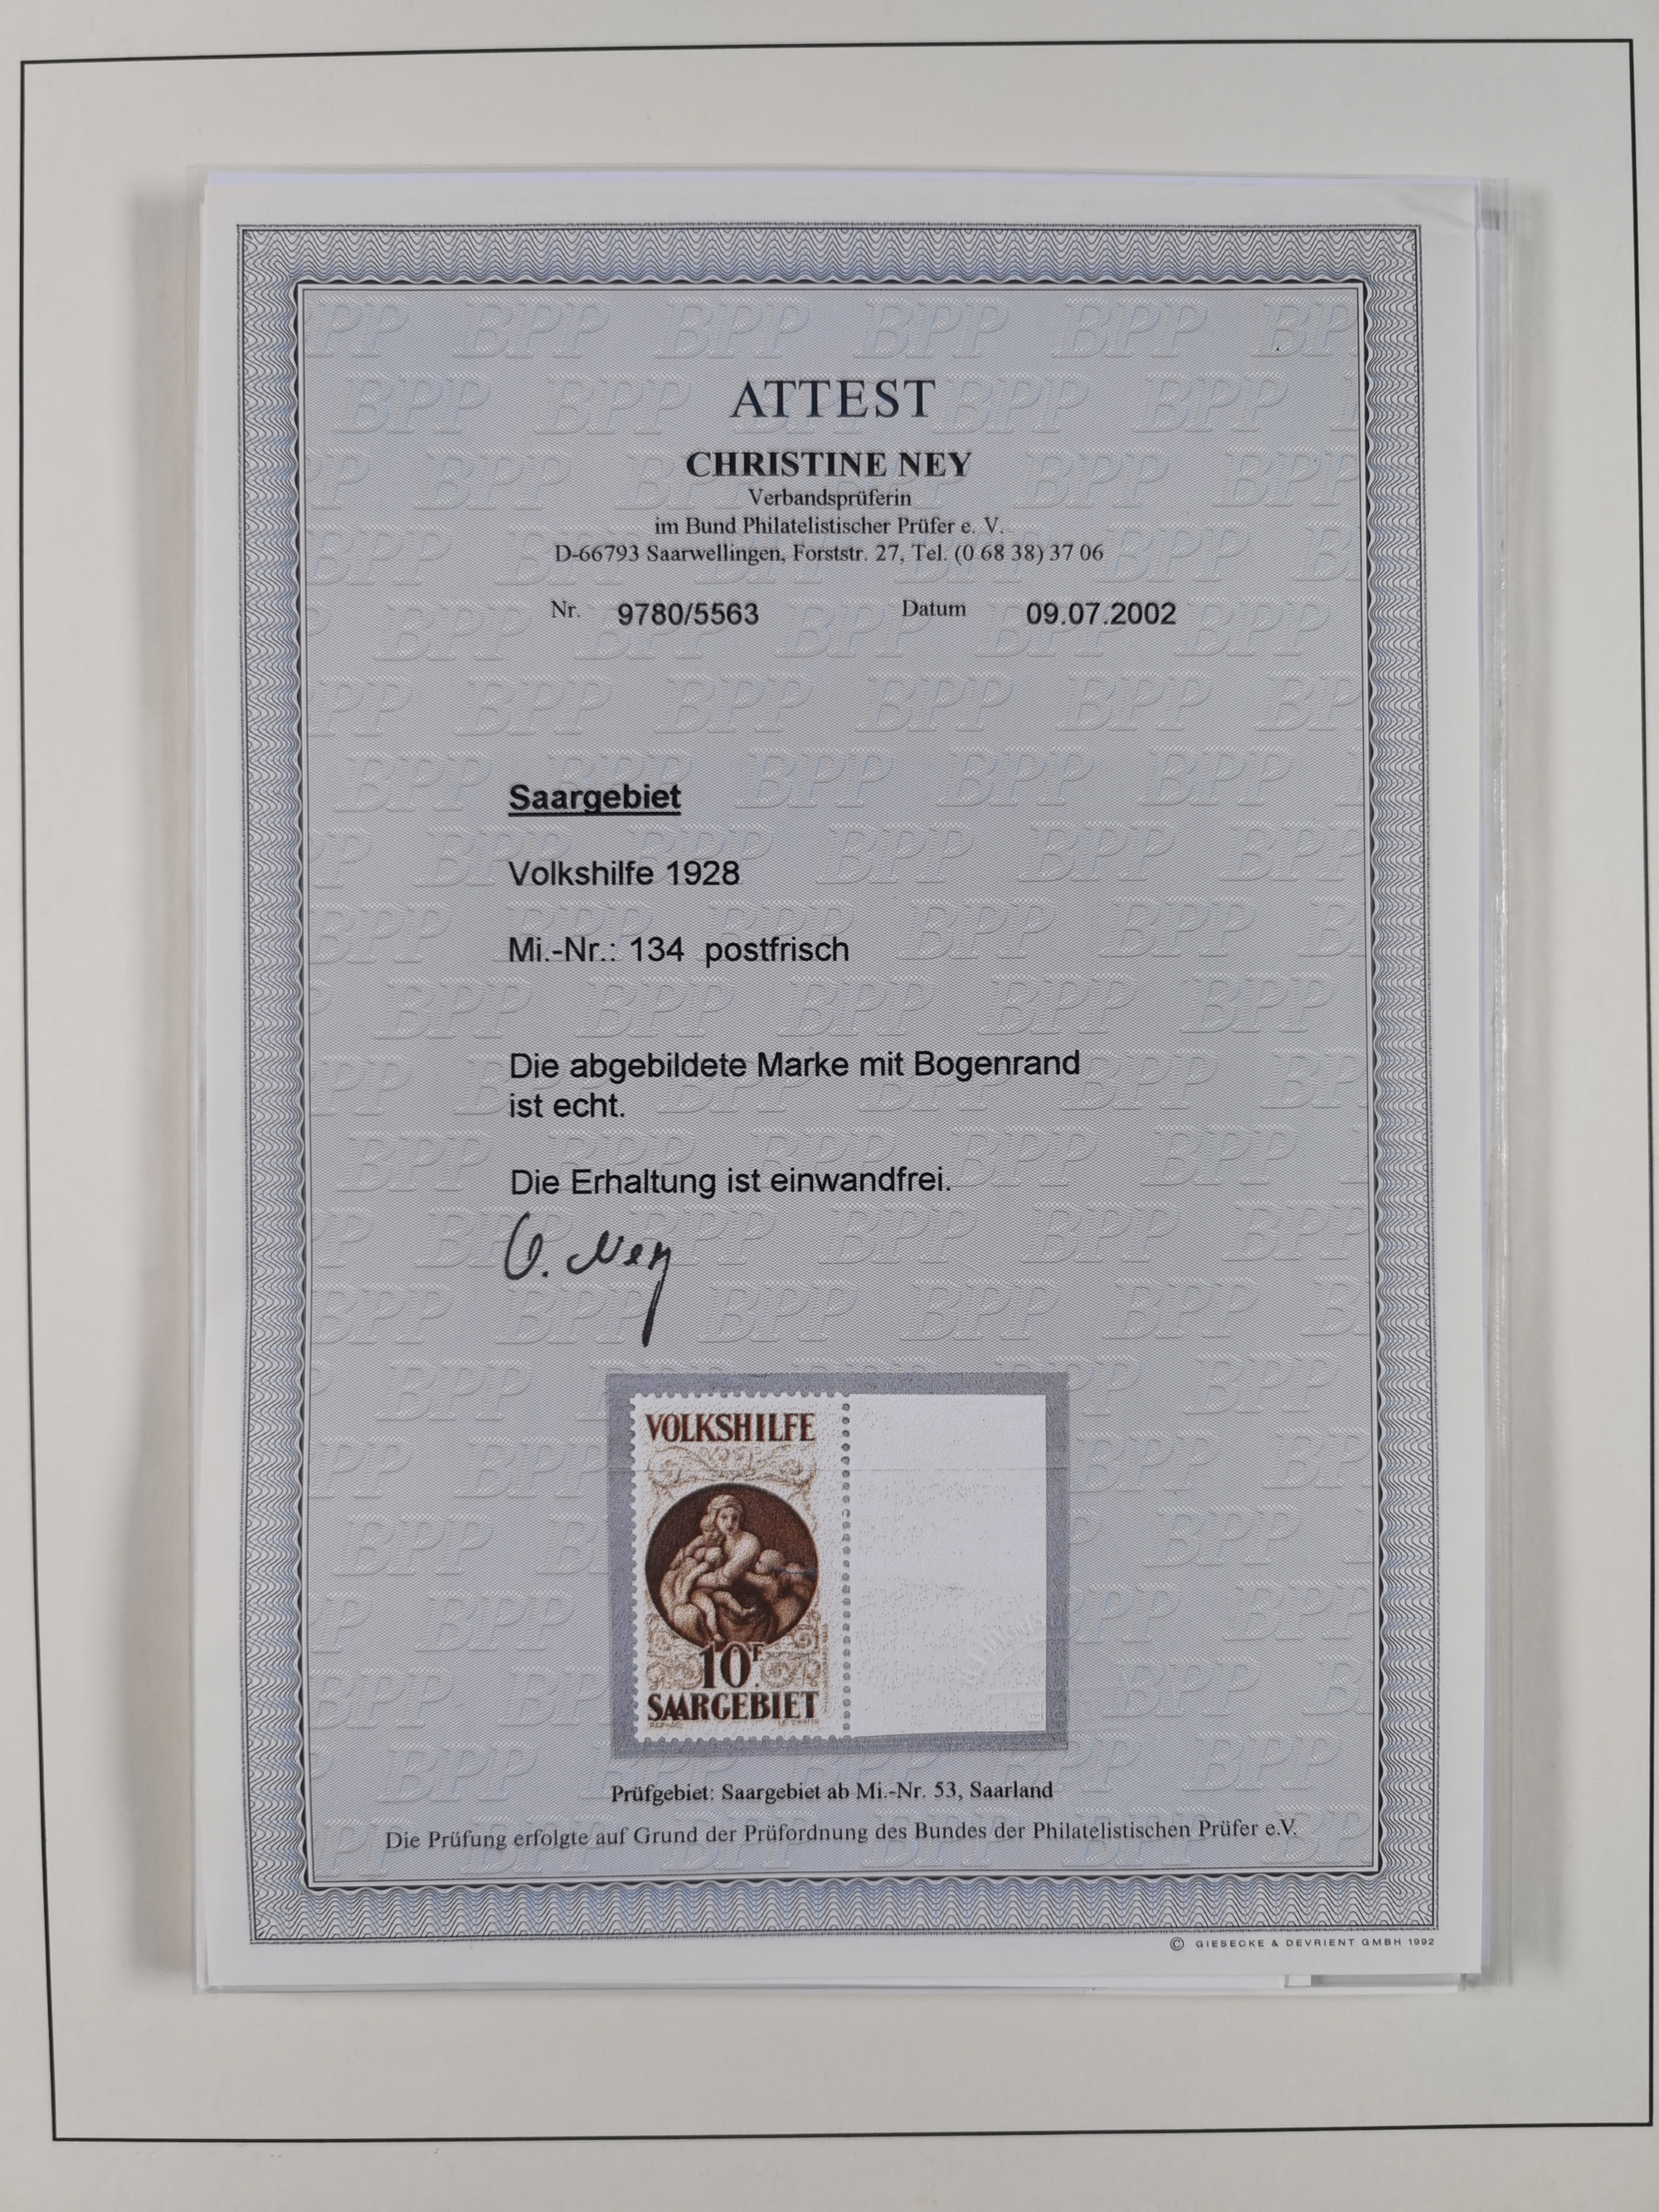 ATTEST
CHRISTINE NEY
Verbandsprüferin
im Bund Philatelistischer Prüfer e. V.
D-66793 Saarwellingen, Forststr. 27, Tel. (0 68 38) 37 06
Nr. 9780/5563 Datum 09.07.2002
Saargebiet
Volkshilfe 1928
Mi.-Nr.: 134 postfrisch
Die abgebildete Marke mit Bogenrand
ist echt.
Die Erhaltung ist einwandfrei.
C. Ney
VOLKSHILFE
10F.
SAARGEBIET
Prüfgebiet: Saargebiet ab Mi.-Nr. 53, Saarland
Die Prüfung erfolgte auf Grund der Prüfordnung des Bundes der Philatelistischen Prüfer e.V.
© GIESECKE & DEVRIENT GMBH 1992